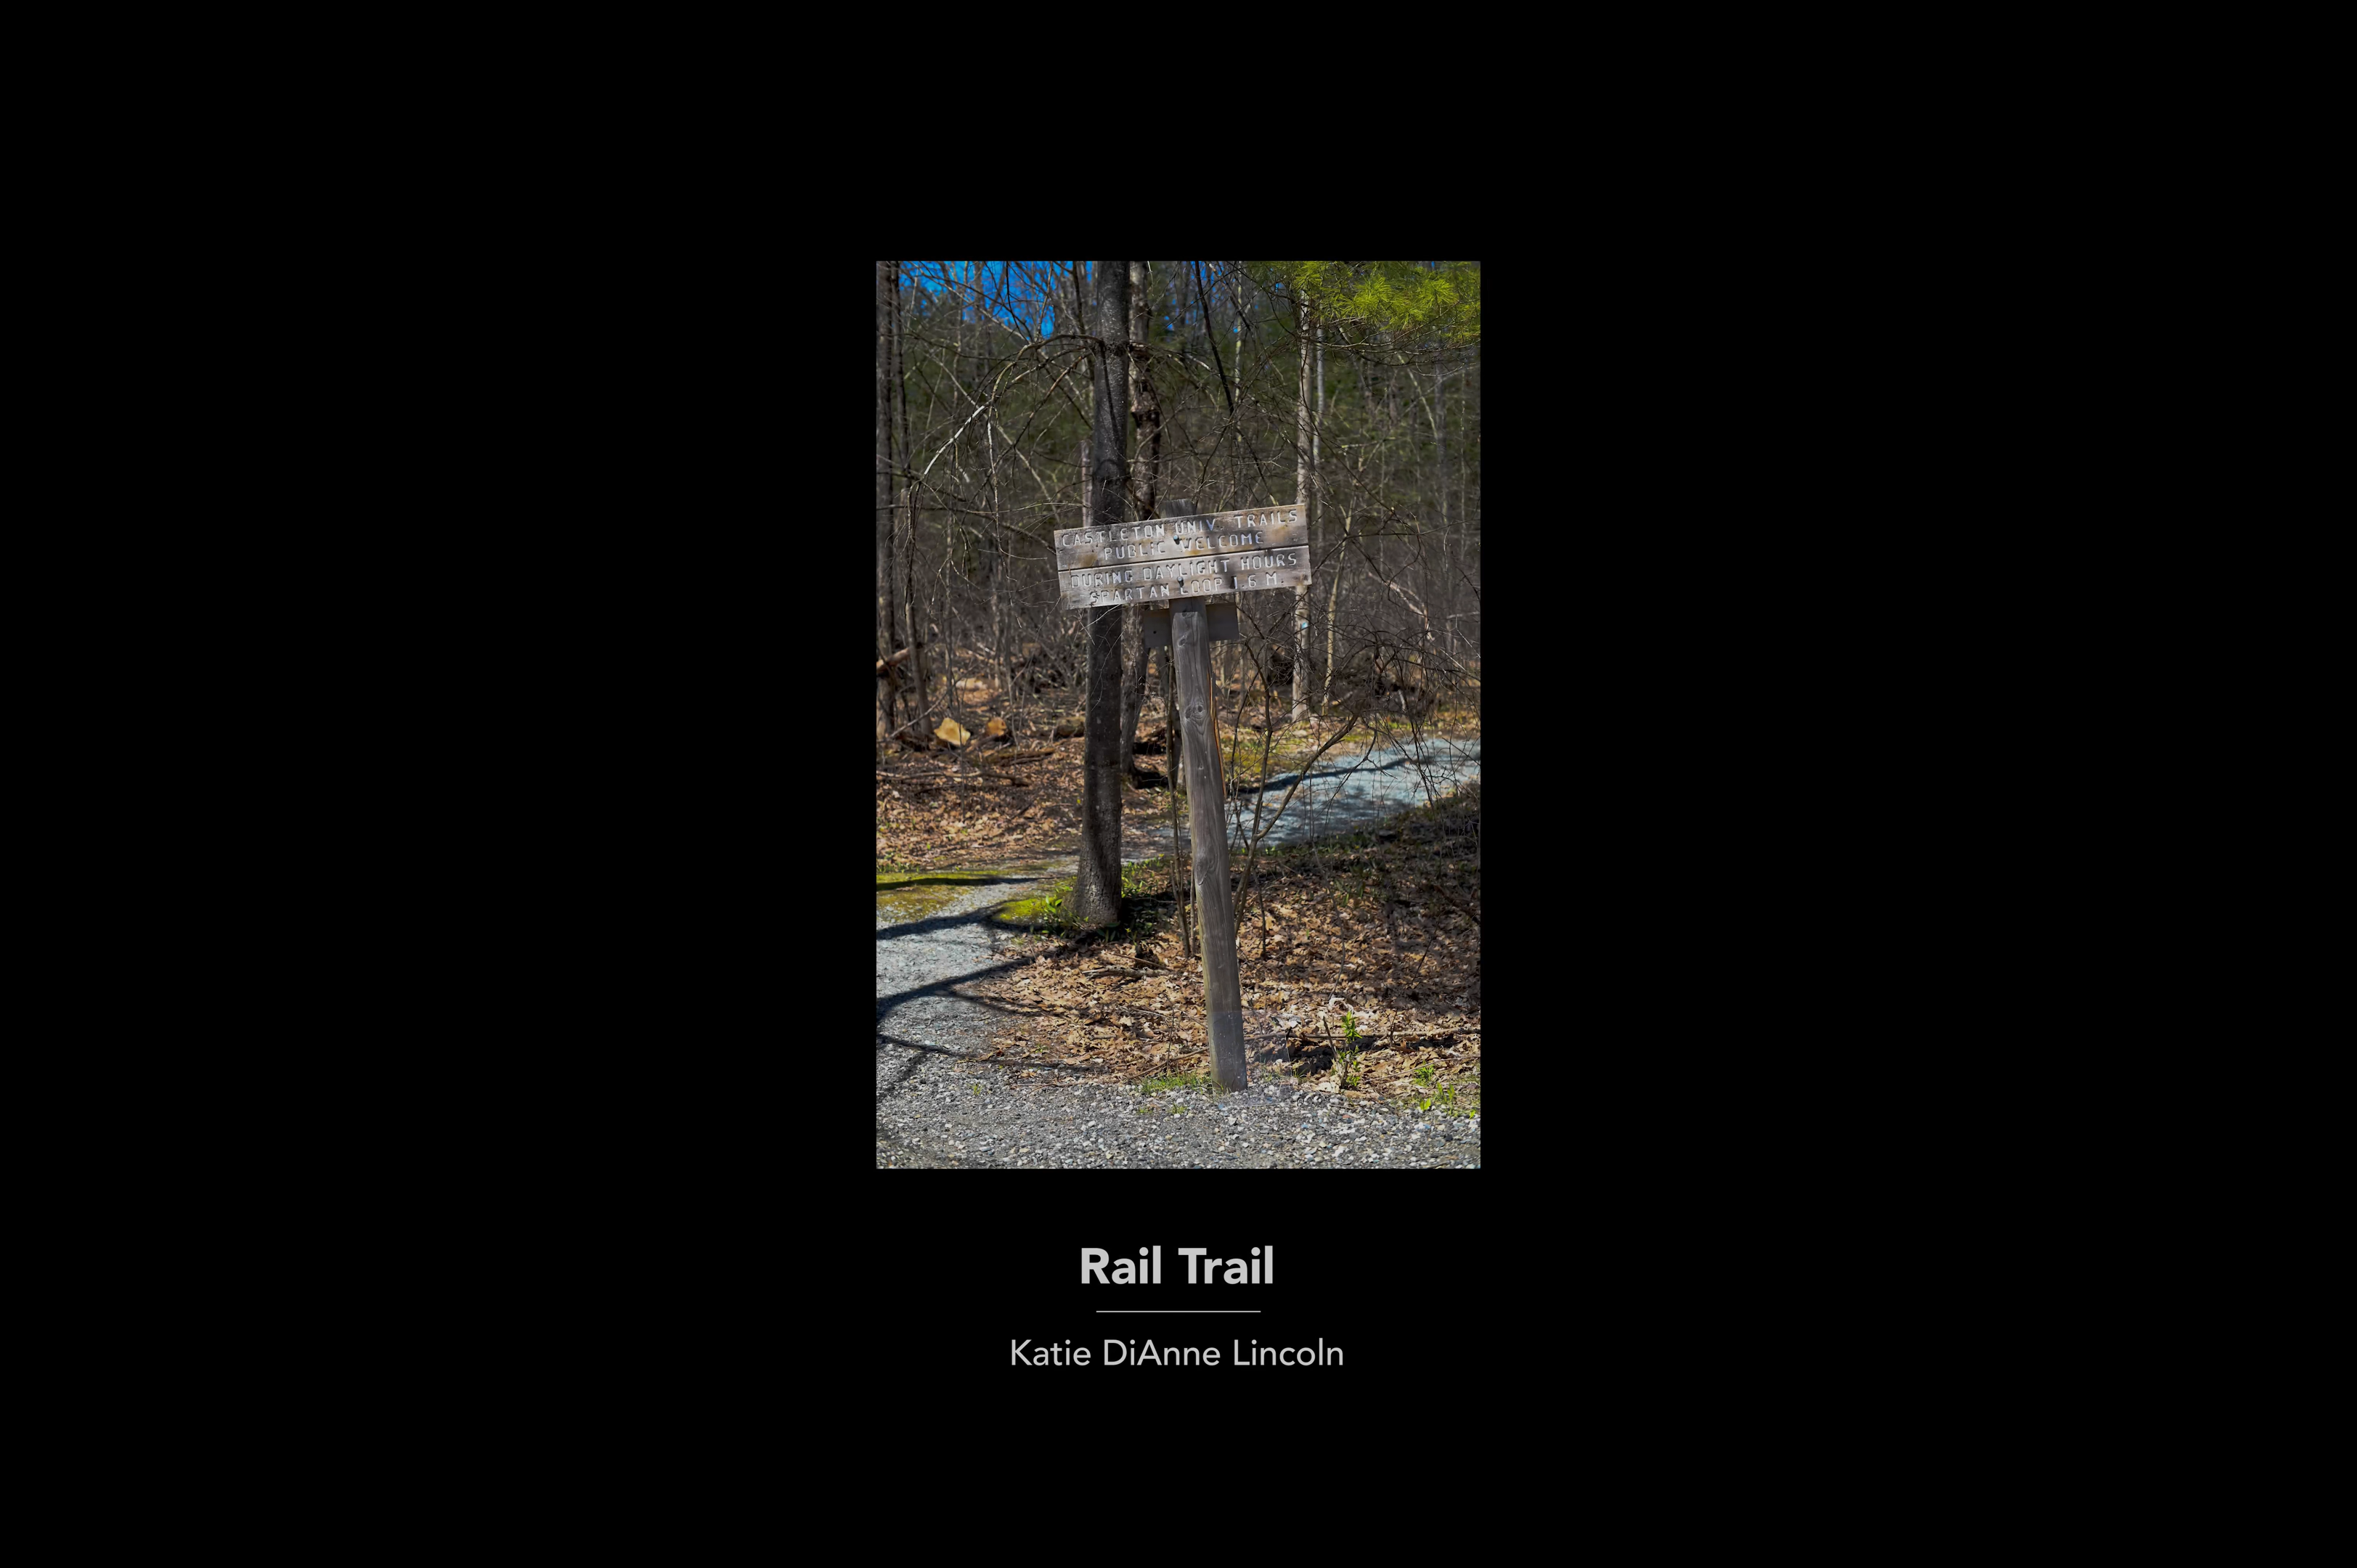 CASTLETON UNIV. TRAILS
PUBLIC WELCOME
DURING DAYLIGHT HOURS
SPARTAN LOOP 1.6 M.
Rail Trail
Katie DiAnne Lincoln